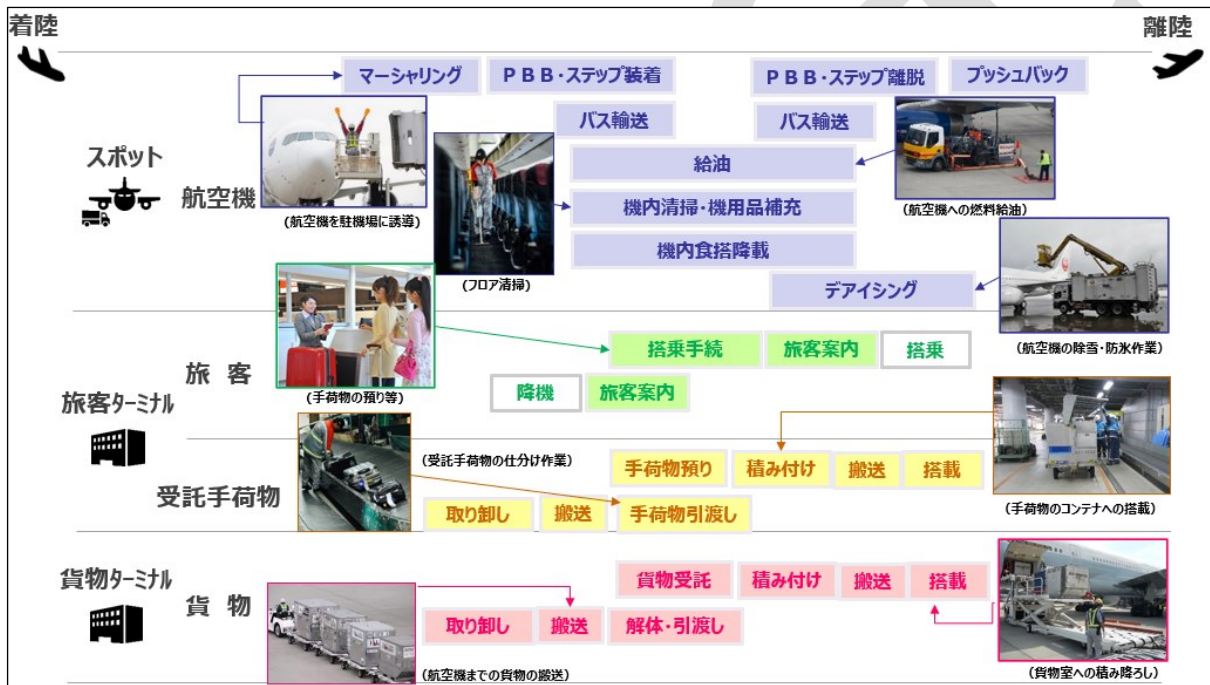 着陸
離陸
マーシャリング
PBB・ステップ装着
PBB・ステップ離脱
プッシュバック
バス輸送
バス輸送
スポット
航空機
給油
(航空機を駐機場に誘導)
機内清掃・機用品補充
(航空機への燃料給油)
機内食搭降載
(フロア清掃)
デアイシング
(航空機の除雪・防氷作業)
旅客ターミナル
旅 客
搭乗手続
旅客案内
搭乗
(手荷物の預り等)
降機
旅客案内
受託手荷物
(受託手荷物の仕分け作業)
手荷物預り
積み付け
搬送
搭載
取り卸し
搬送
手荷物引渡し
(手荷物のコンテナへの搭載)
貨物ターミナル
貨 物
貨物受託
積み付け
搬送
搭載
取り卸し
搬送
解体・引渡し
(航空機までの貨物の搬送)
(貨物室への積み降ろし)